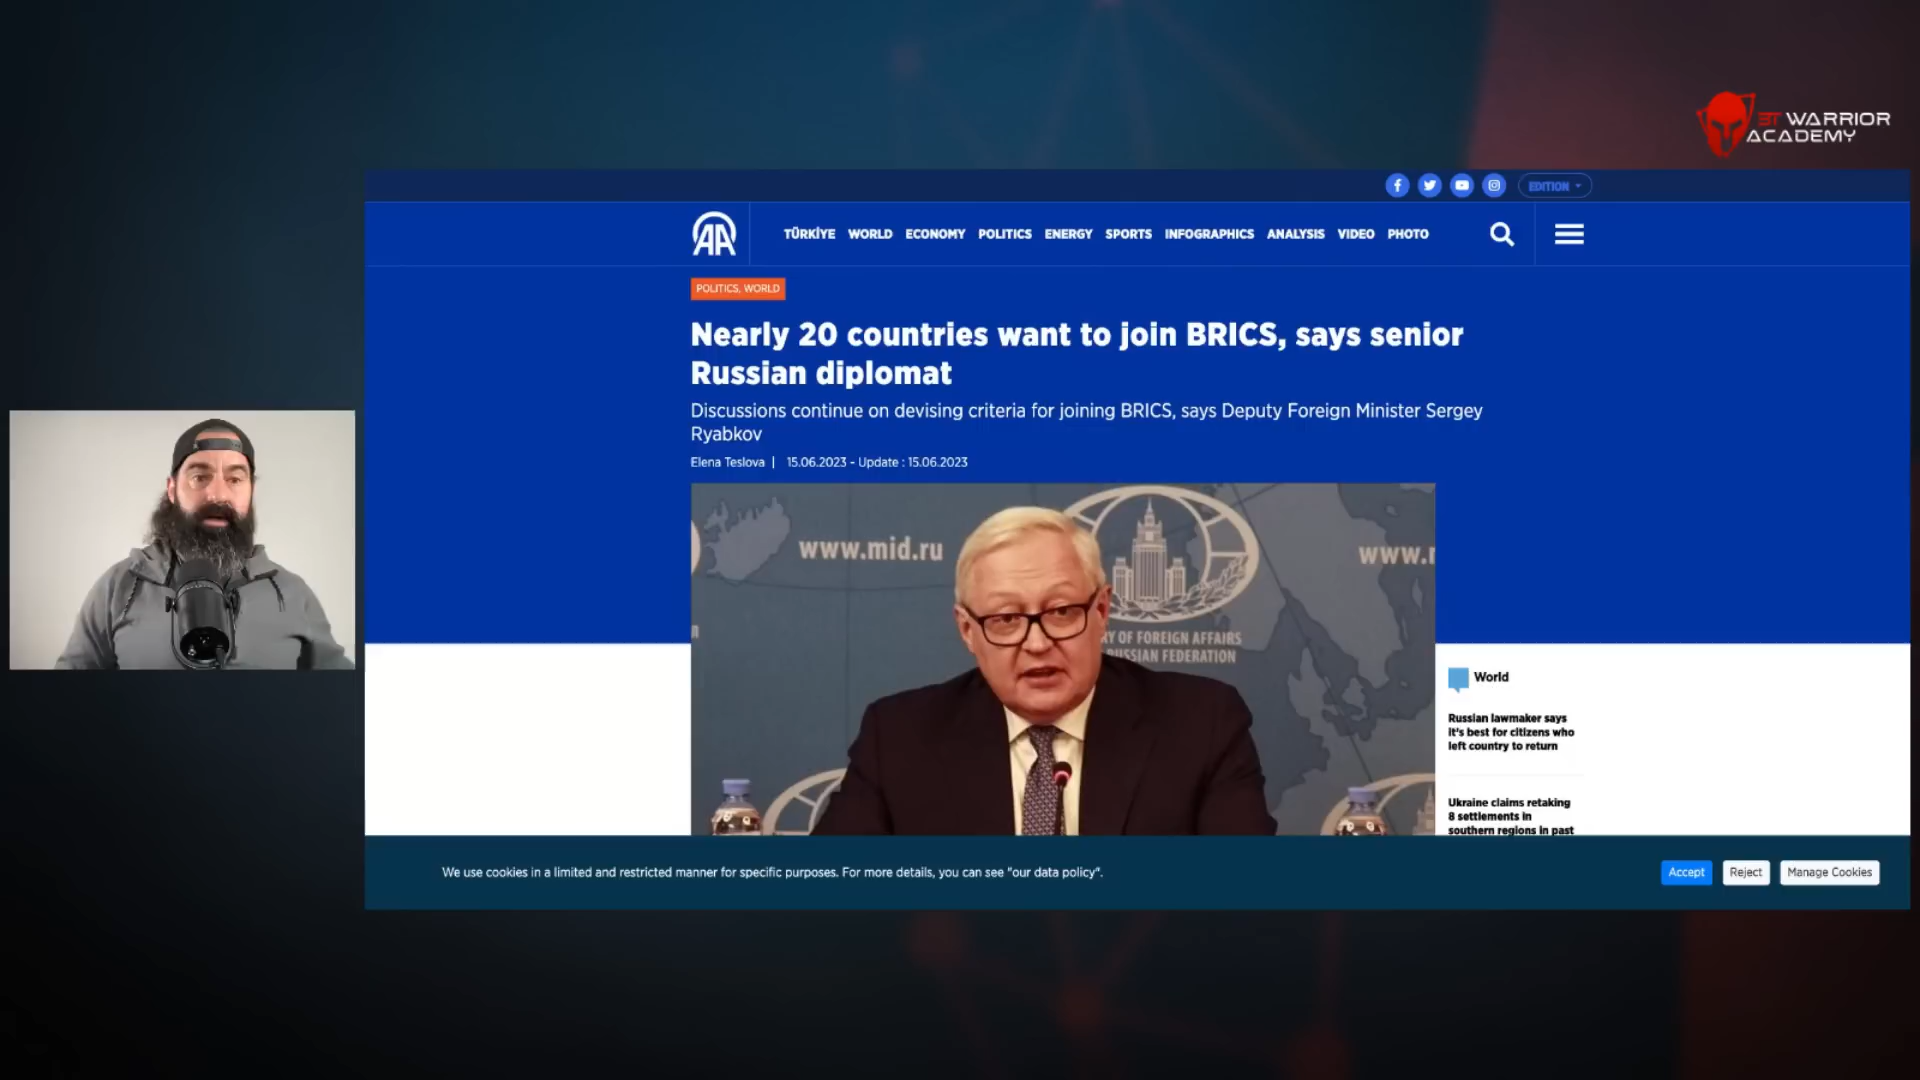 3T WARRIOR
ACADEMY
EDITION
AA
TÜRKİYE WORLD ECONOMY POLITICS ENERGY SPORTS INFOGRAPHICS ANALYSIS VIDEO PHOTO
POLITICS, WORLD
Nearly 20 countries want to join BRICS, says senior
Russian diplomat
Discussions continue on devising criteria for joining BRICS, says Deputy Foreign Minister Sergey
Ryabkov
Elena Teslova | 15.06.2023 - Update : 15.06.2023
www.mid.ru
www.r
RY OF FOREIGN AFFAIRS
RUSSIAN FEDERATION
World
Russian lawmaker says
it's best for citizens who
left country to return
Ukraine claims retaking
8 settlements in
southern regions in past
We use cookies in a limited and restricted manner for specific purposes. For more details, you can see "our data policy".
Accept
Reject
Manage Cookies